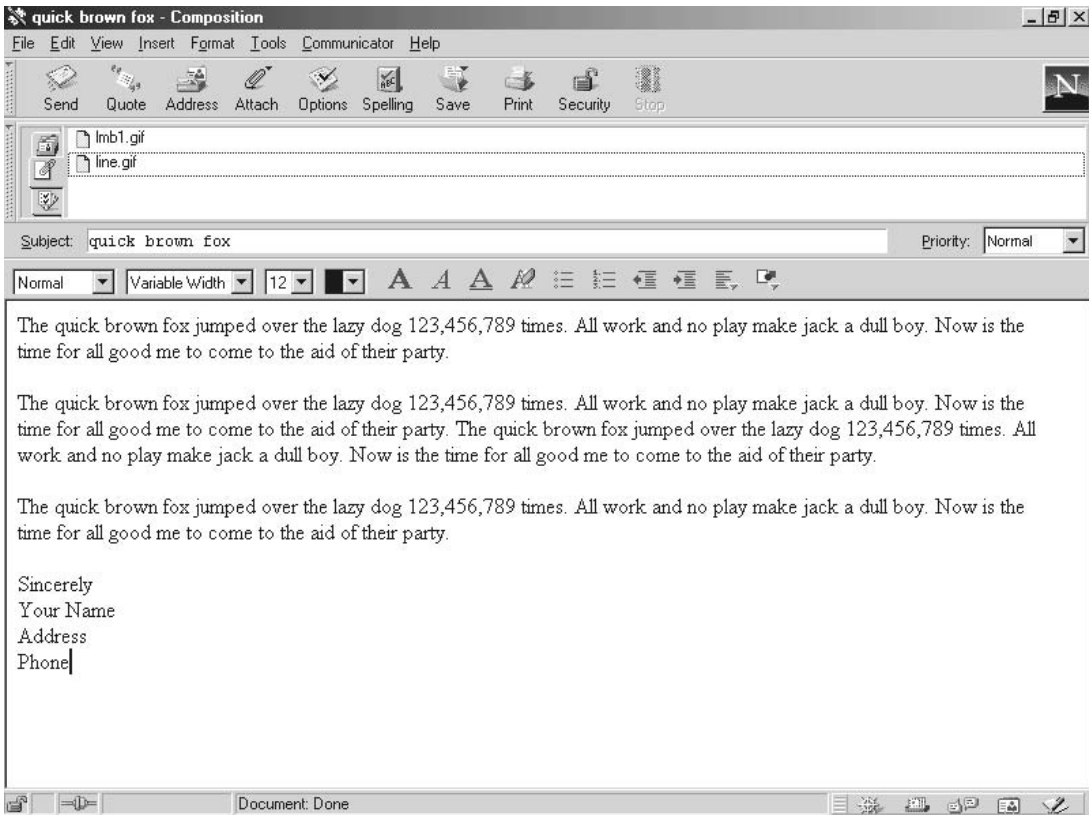 quick brown fox - Composition
File Edit View Insert Format Tools Communicator Help
Send Quote Address Attach Options Spelling Save Print Security Stop
N
lmb1.gif
line.gif
Subject: quick brown fox Priority: Normal
Normal Variable Width 12 A A A
The quick brown fox jumped over the lazy dog 123,456,789 times. All work and no play make jack a dull boy. Now is the
time for all good me to come to the aid of their party.
The quick brown fox jumped over the lazy dog 123,456,789 times. All work and no play make jack a dull boy. Now is the
time for all good me to come to the aid of their party. The quick brown fox jumped over the lazy dog 123,456,789 times. All
work and no play make jack a dull boy. Now is the time for all good me to come to the aid of their party.
The quick brown fox jumped over the lazy dog 123,456,789 times. All work and no play make jack a dull boy. Now is the
time for all good me to come to the aid of their party.
Sincerely
Your Name
Address
Phone
Document: Done